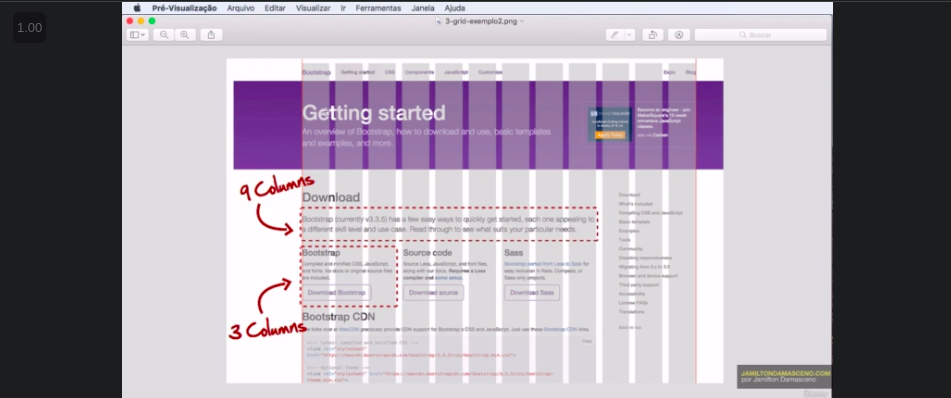 1.00
Pré-Visualização Arquivo Editar Visualizar Ir Ferramentas Janela Ajuda
3-grid-exemplo2.png
Buscar
Bootstrap Getting started CSS Components JavaScript Customize Expo Blog
Getting started
An overview of Bootstrap, how to download and use, basic templates
and examples, and more.
9 Columns
Download
Bootstrap (currently v3.3.5) has a few easy ways to quickly get started, each one appealing to
a different skill level and use case. Read through to see what suits your particular needs.
Bootstrap Source code Sass
Compiled and minified CSS, JavaScript,
and fonts. No docs or original source files
are included.
Source Less, JavaScript, and font files,
along with our docs. Requires a Less
compiler and some setup.
Bootstrap ported from Less to Sass for
easy inclusion in Rails, Compass, or
Sass-only projects.
Download Bootstrap Download source Download Sass
3 Columns
Bootstrap CDN
Download
What's included
Compiling CSS and JavaScript
Basic template
Examples
Tools
Community
Disabling responsiveness
Migrating from 2.x to 3.0
Browser and device support
Third party support
Accessibility
License FAQs
Translations
Back to top
JAMILTONDAMASCENO.COM
por Jamilton Damasceno